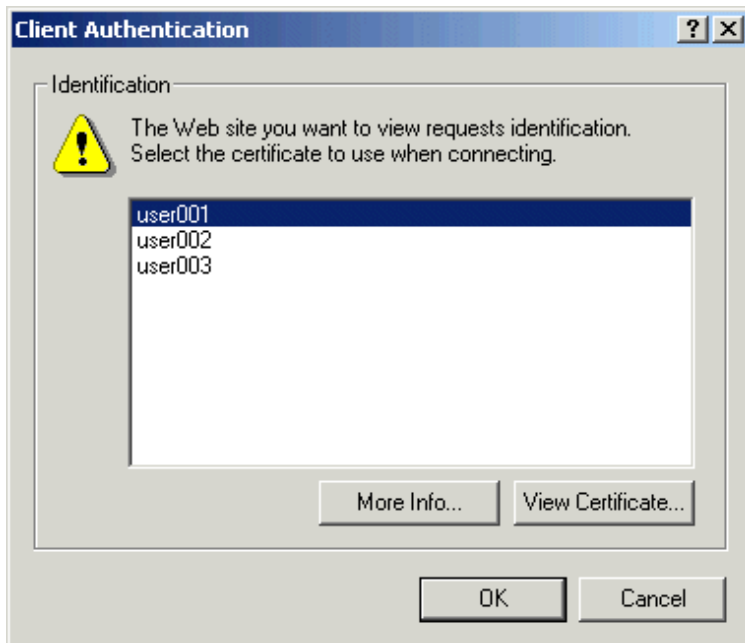 Client Authentication
Identification
The Web site you want to view requests identification.
Select the certificate to use when connecting.
user001
user002
user003
More Info...
View Certificate...
OK
Cancel